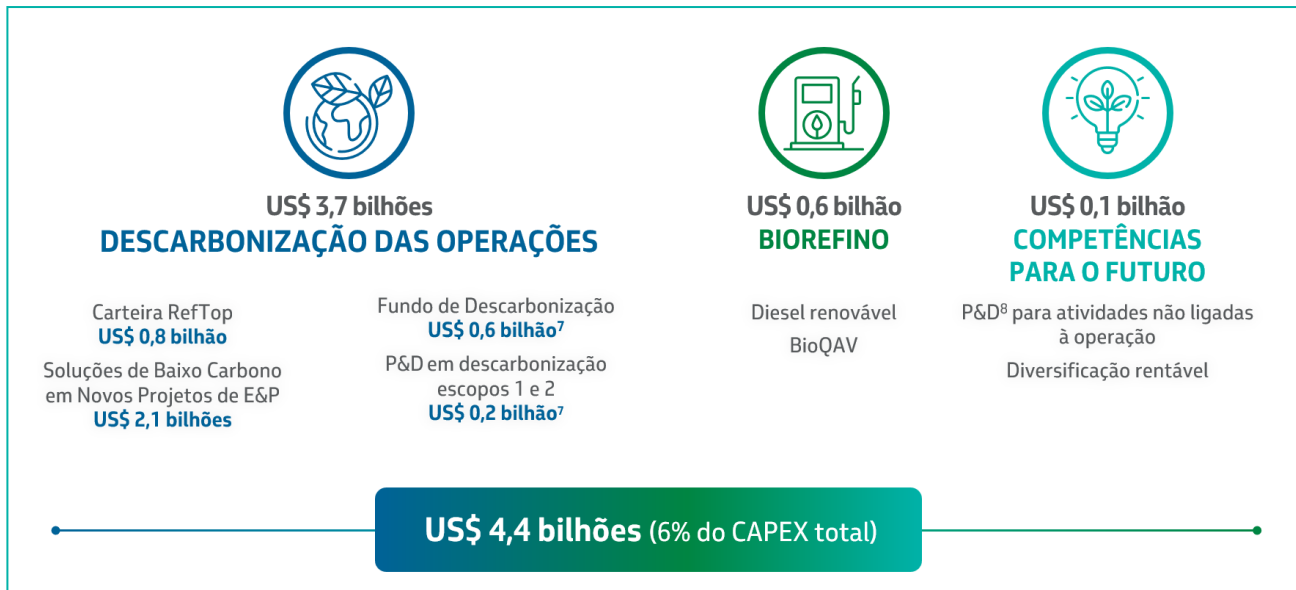 US$ 3,7 bilhões
DESCARBONIZAÇÃO DAS OPERAÇÕES
Carteira RefTop
US$ 0,8 bilhão
Soluções de Baixo Carbono
em Novos Projetos de E&P
US$ 2,1 bilhões
Fundo de Descarbonização
US$ 0,6 bilhão⁷
P&D em descarbonização
escopos 1 e 2
US$ 0,2 bilhão⁷
US$ 0,6 bilhão
BIOREFINO
Diesel renovável
BioQAV
US$ 0,1 bilhão
COMPETÊNCIAS
PARA O FUTURO
P&D⁸ para atividades não ligadas
à operação
Diversificação rentável
US$ 4,4 bilhões (6% do CAPEX total)